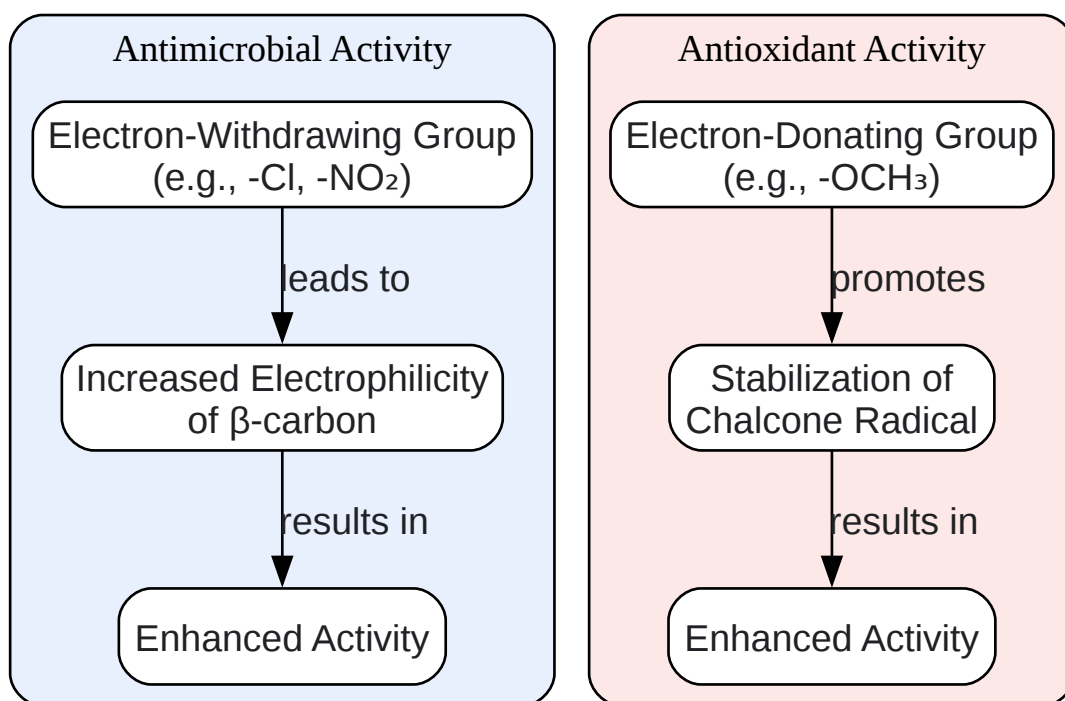 Antimicrobial Activity
Electron-Withdrawing Group
(e.g., -Cl, -NO₂)
leads to
Increased Electrophilicity
of β-carbon
results in
Enhanced Activity
Antioxidant Activity
Electron-Donating Group
(e.g., -OCH₃)
promotes
Stabilization of
Chalcone Radical
results in
Enhanced Activity